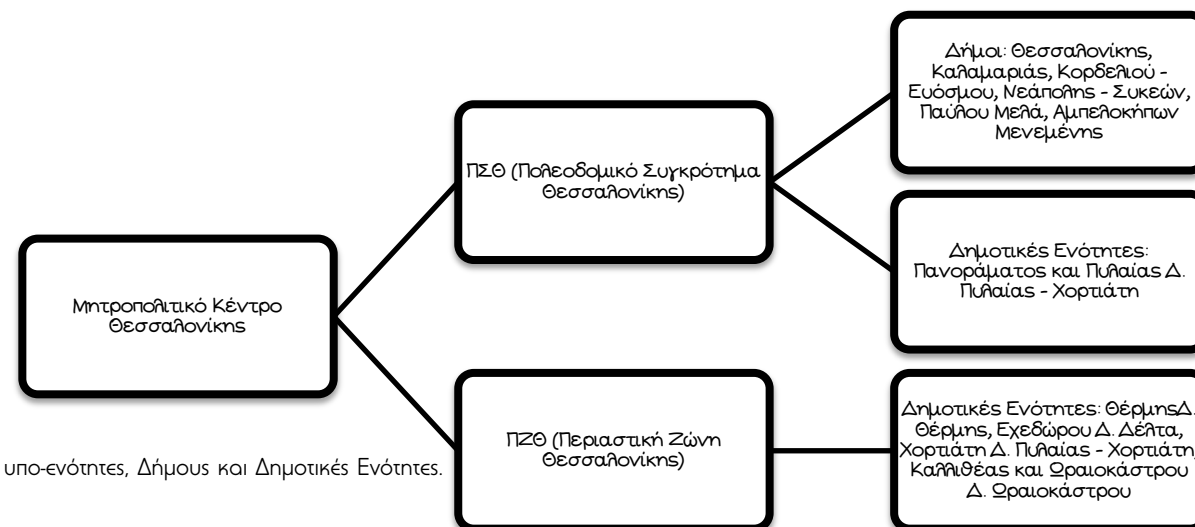 Μητροπολιτικό Κέντρο
Θεσσαλονίκης
ΠΣΘ (Πολεοδομικό Συγκρότημα
Θεσσαλονίκης)
Δήμοι: Θεσσαλονίκης,
Καλαμαριάς, Κορδελιού -
Ευόσμου, Νεάπολης - Συκεών,
Παύλου Μελά, Αμπελοκήπων
Μενεμένης
Δημοτικές Ενότητες:
Πανοράματος και Πυλαίας Δ.
Πυλαίας - Χορτιάτη
ΠΖΘ (Περιαστική Ζώνη
Θεσσαλονίκης)
Δημοτικές Ενότητες: ΘέρμηςΔ.
Θέρμης, Εχεδώρου Δ. Δέλτα,
Χορτιάτη Δ. Πυλαίας - Χορτιάτη,
Καλλιθέας και Ωραιοκάστρου
Δ. Ωραιοκάστρου
υπο-ενότητες, Δήμους και Δημοτικές Ενότητες.